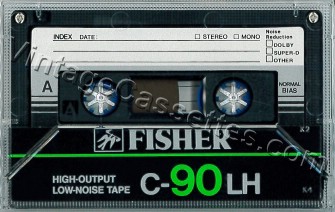 INDEX DATE: STEREO MONO Noise Reduction
DOLBY
SUPER-D
OTHER
A NORMAL BIAS
FISHER
HIGH-OUTPUT
LOW-NOISE TAPE
C-90 LH
VintageCassettes.com